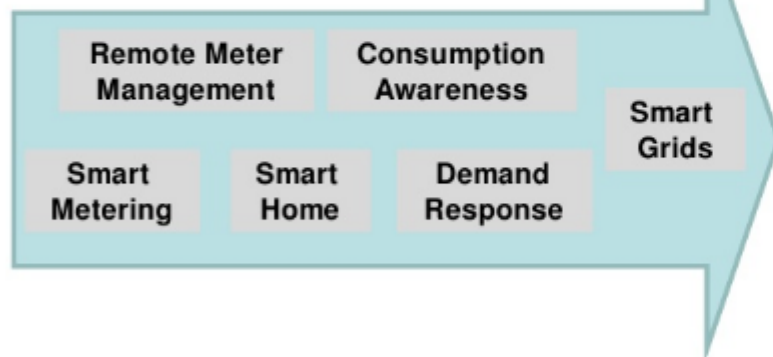 Remote Meter
Management
Consumption
Awareness
Smart
Grids
Smart
Metering
Smart
Home
Demand
Response